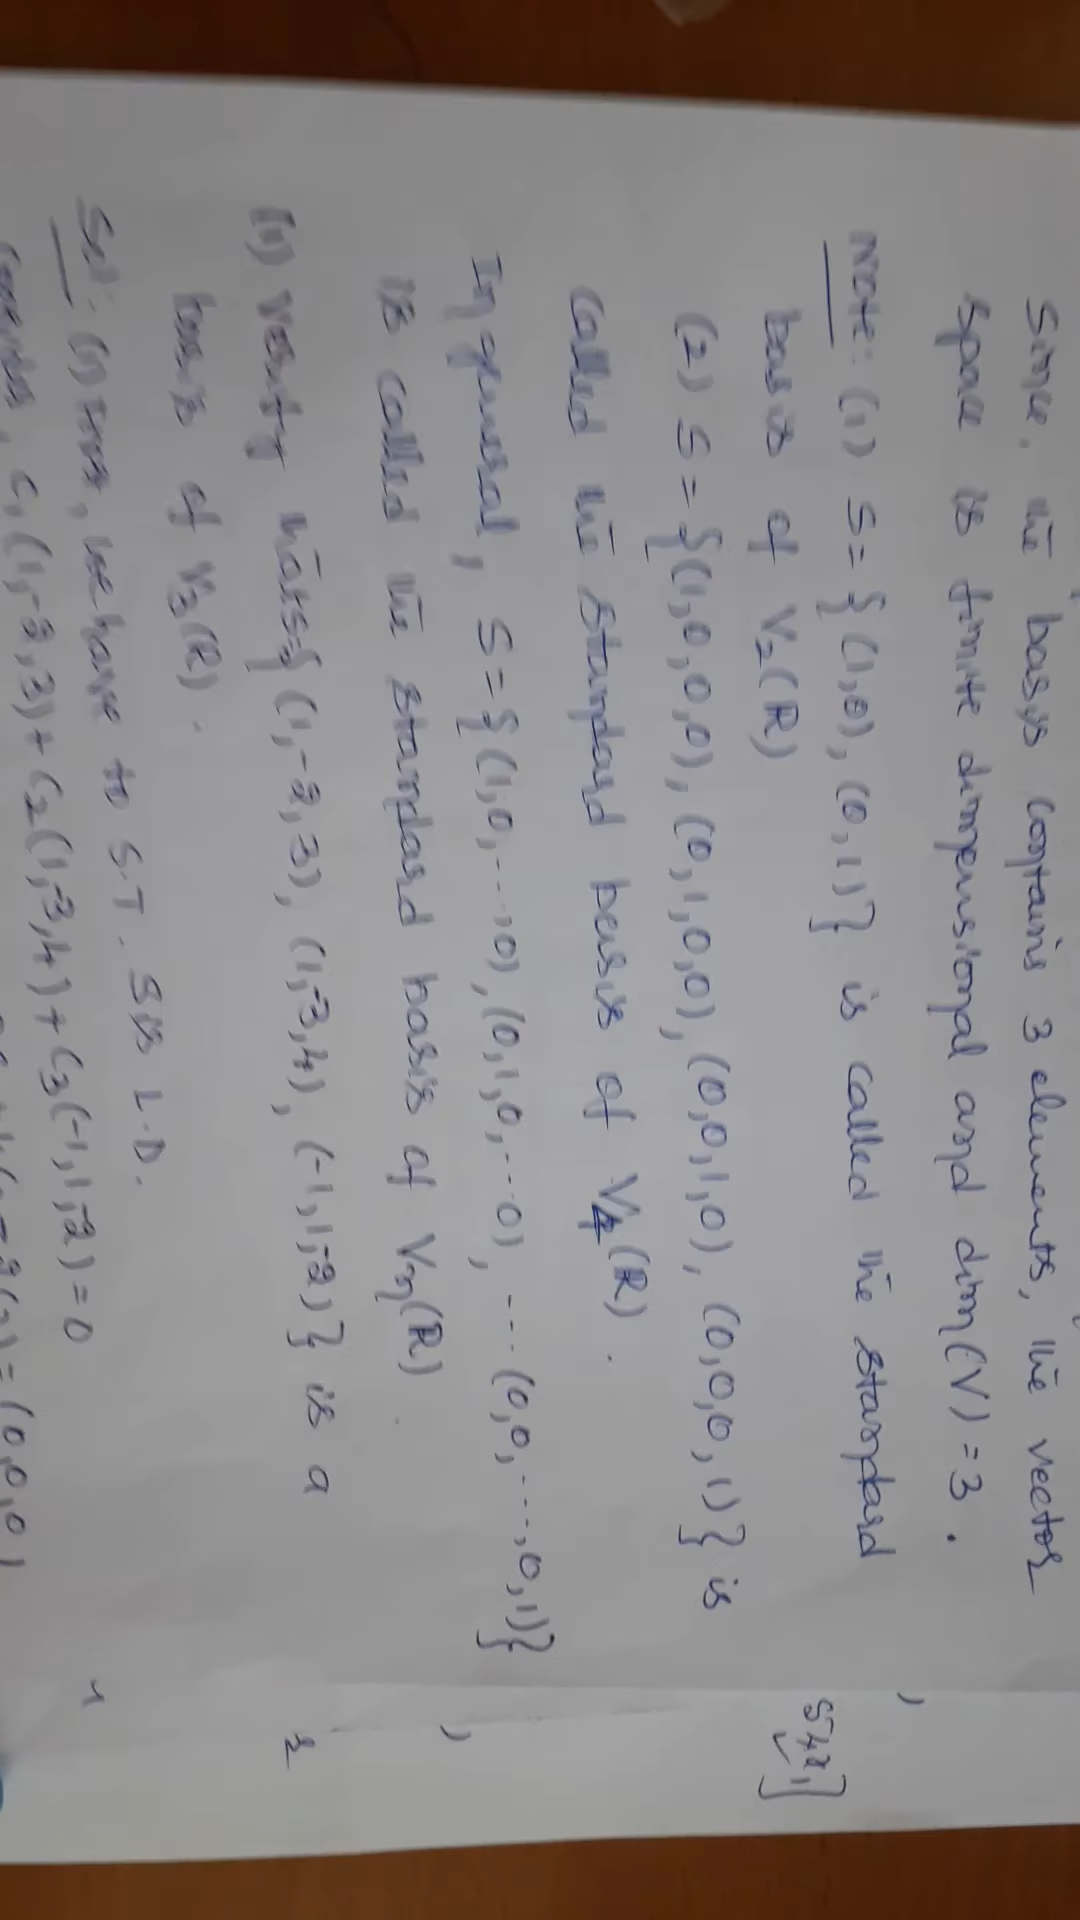 Since, the basis contains 3 elements, the vector
space is finite dimensional and dim(V) = 3.
Note: (1) S = {(1,0), (0,1)} is called the standard
basis of V₂(R)
(2) S = {(1,0,0,0), (0,1,0,0), (0,0,1,0), (0,0,0,1)} is
called the standard basis of V₄(R).
In general, S = {(1,0,...,0), (0,1,0,...0), ---- (0,0,...,0,1)}
is called the standard basis of Vₙ(R).
(1) Verify S = {(1,-2,3), (1,-3,4), (-1,1,-2)} is a
basis of V₃(R).
Sol: (1) First, we have to S.T. S is L.D.
C₁(1,-2,3) + C₂(1,-3,4) + C₃(-1,1,-2) = 0
= (0,0,0)